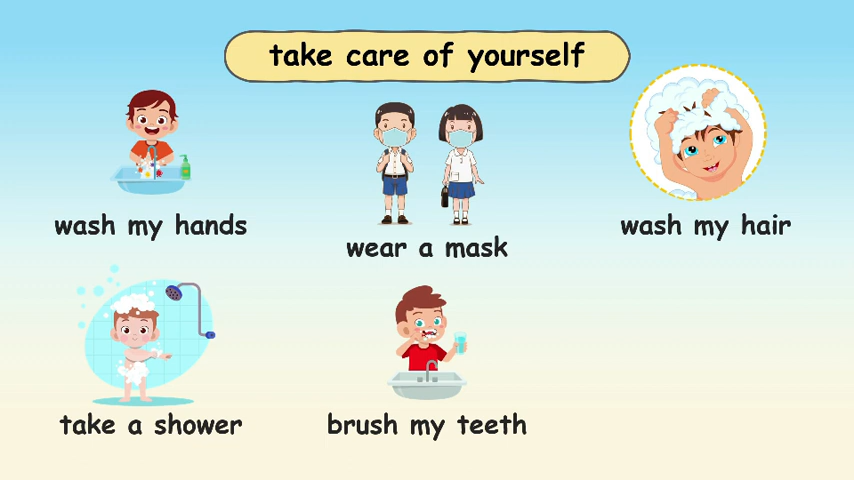 take care of yourself
wash my hands
wear a mask
wash my hair
take a shower
brush my teeth